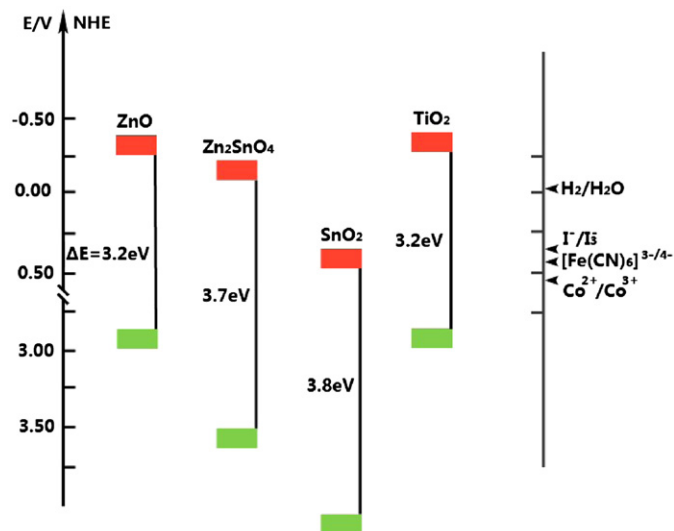 E/V NHE
-0.50
0.00
0.50
3.00
3.50
ZnO
ΔE=3.2eV
Zn₂SnO₄
3.7eV
SnO₂
3.8eV
TiO₂
3.2eV
H₂/H₂O
I⁻/I₃⁻
[Fe(CN)₆]³⁻/⁴⁻
Co²⁺/Co³⁺